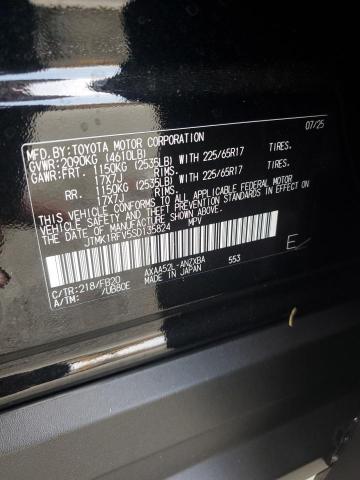 MFD.BY:TOYOTA MOTOR CORPORATION 07/25
GVWR:2090KG (4610LB)
GAWR:FRT. 1150KG (2535LB) WITH 225/65R17 TIRES.
17X7J RIMS.
RR. 1150KG (2535LB) WITH 225/65R17 TIRES.
17X7J RIMS.
THIS VEHICLE CONFORMS TO ALL APPLICABLE FEDERAL MOTOR
VEHICLE SAFETY AND THEFT PREVENTION STANDARDS IN EFFECT ON
THE DATE OF MANUFACTURE SHOWN ABOVE.
JTMK1RFV6SD135824 MPV
C/TR:218/FB20 AXAA52L-ANZXBA 553
A/TM: /UB80E MADE IN JAPAN
E